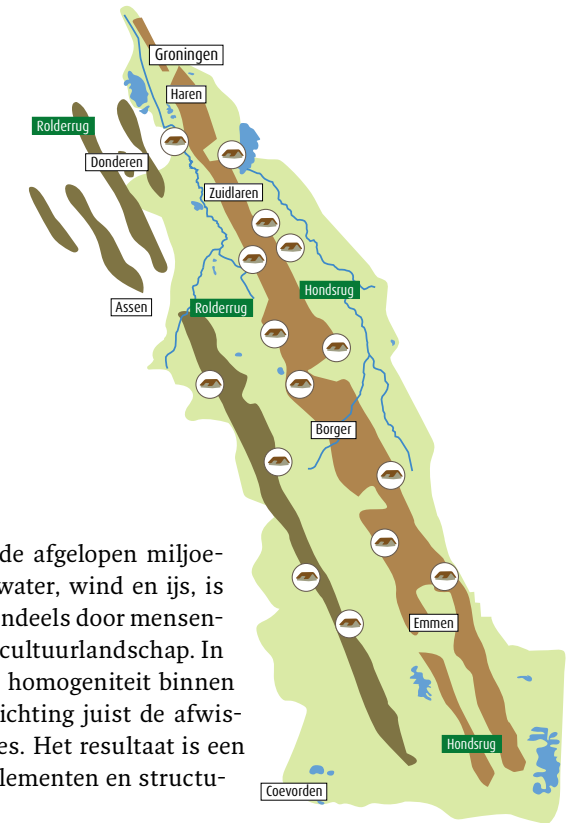 Groningen
Haren
Rolderrug
Donderen
Zuidlaren
Assen
Rolderrug
Hondsrug
Borger
de afgelopen miljoe-
water, wind en ijs, is
ndeels door mensen-
cultuurlandschap. In
homogeniteit binnen
ichting juist de afwis-
es. Het resultaat is een
lementen en structu-
Emmen
Hondsrug
Coevorden